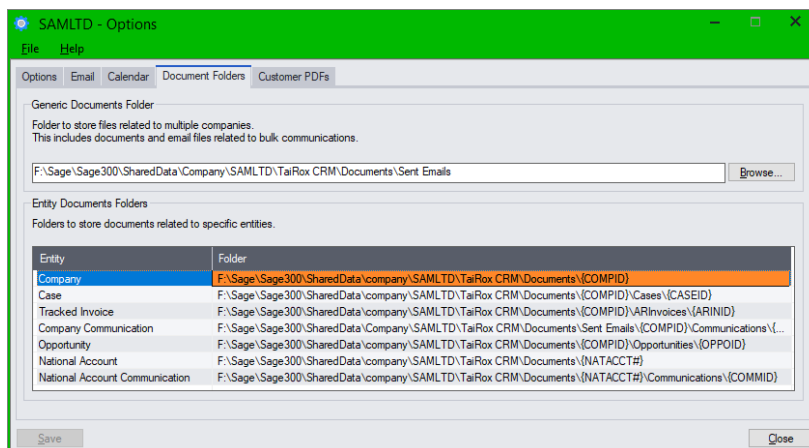 SAMLTD - Options
File Help
Options Email Calendar Document Folders Customer PDFs
Generic Documents Folder
Folder to store files related to multiple companies.
This includes documents and email files related to bulk communications.
F:\Sage\Sage300\SharedData\Company\SAMLTD\TaiRox CRM\Documents\Sent Emails Browse...
Entity Documents Folders
Folders to store documents related to specific entities.
Entity Folder
Company F:\Sage\Sage300\SharedData\company\SAMLTD\TaiRox CRM\Documents\{COMPID}
Case F:\Sage\Sage300\SharedData\company\SAMLTD\TaiRox CRM\Documents\{COMPID}\Cases\{CASEID}
Tracked Invoice F:\Sage\Sage300\SharedData\company\SAMLTD\TaiRox CRM\Documents\{COMPID}\ARInvoices\{ARINID}
Company Communication F:\Sage\Sage300\SharedData\Company\SAMLTD\TaiRox CRM\Documents\Sent Emails\{COMPID}\Communications\{...
Opportunity F:\Sage\Sage300\SharedData\company\SAMLTD\TaiRox CRM\Documents\{COMPID}\Opportunities\{OPPOID}
National Account F:\Sage\Sage300\SharedData\company\SAMLTD\TaiRox CRM\Documents\{NATACCT#}
National Account Communication F:\Sage\Sage300\SharedData\company\SAMLTD\TaiRox CRM\Documents\{NATACCT#}\Communications\{COMMID}
Save Close